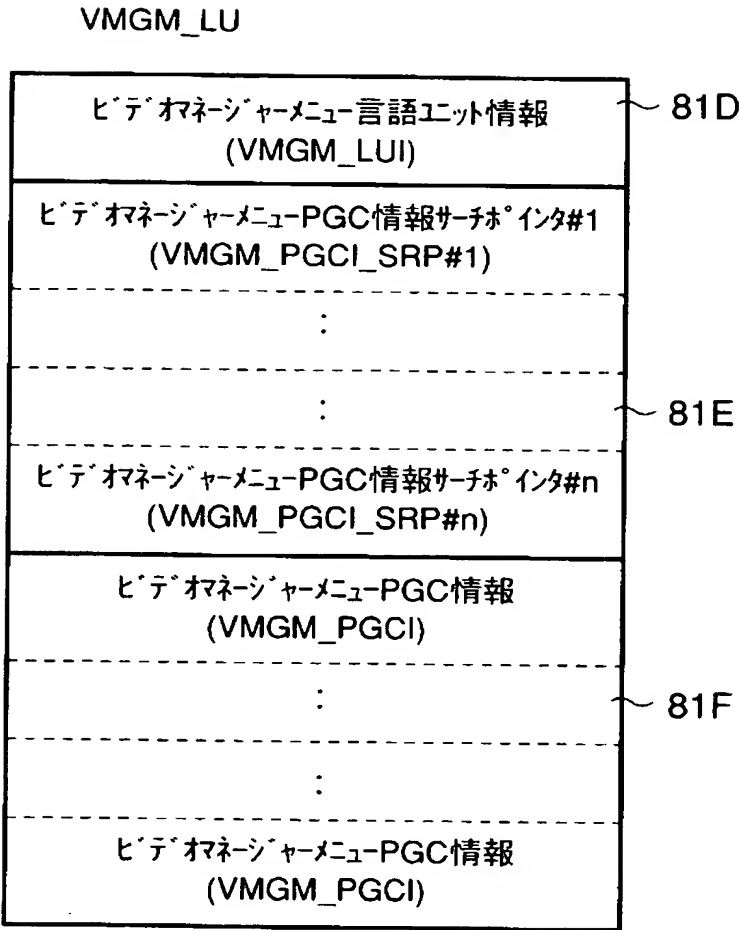 VMGM_LU
ビデオマネージャーメニュー言語ユニット情報
(VMGM_LUI)
81D
ビデオマネージャーメニューPGC情報サーチポインタ#1
(VMGM_PGCI_SRP#1)
:
:
81E
ビデオマネージャーメニューPGC情報サーチポインタ#n
(VMGM_PGCI_SRP#n)
ビデオマネージャーメニューPGC情報
(VMGM_PGCI)
:
81F
:
ビデオマネージャーメニューPGC情報
(VMGM_PGCI)